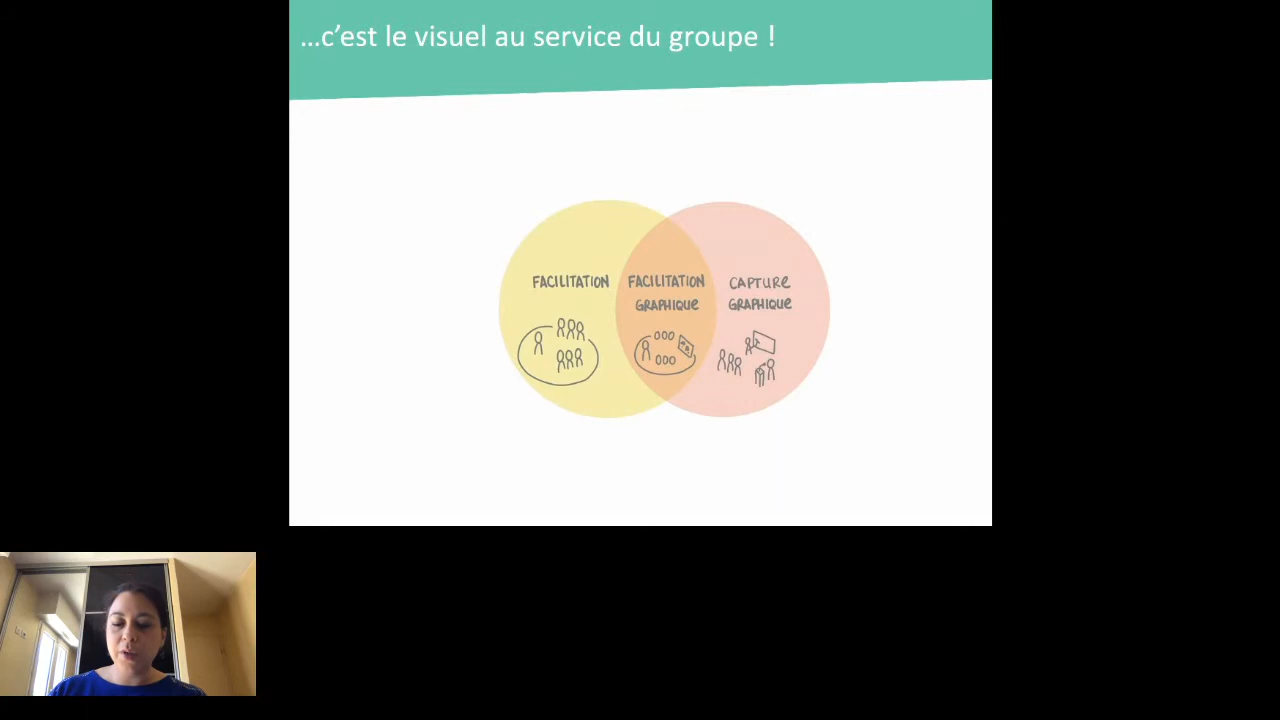 ...c'est le visuel au service du groupe !
FACILITATION
FACILITATION
GRAPHIQUE
CAPTURE
GRAPHIQUE